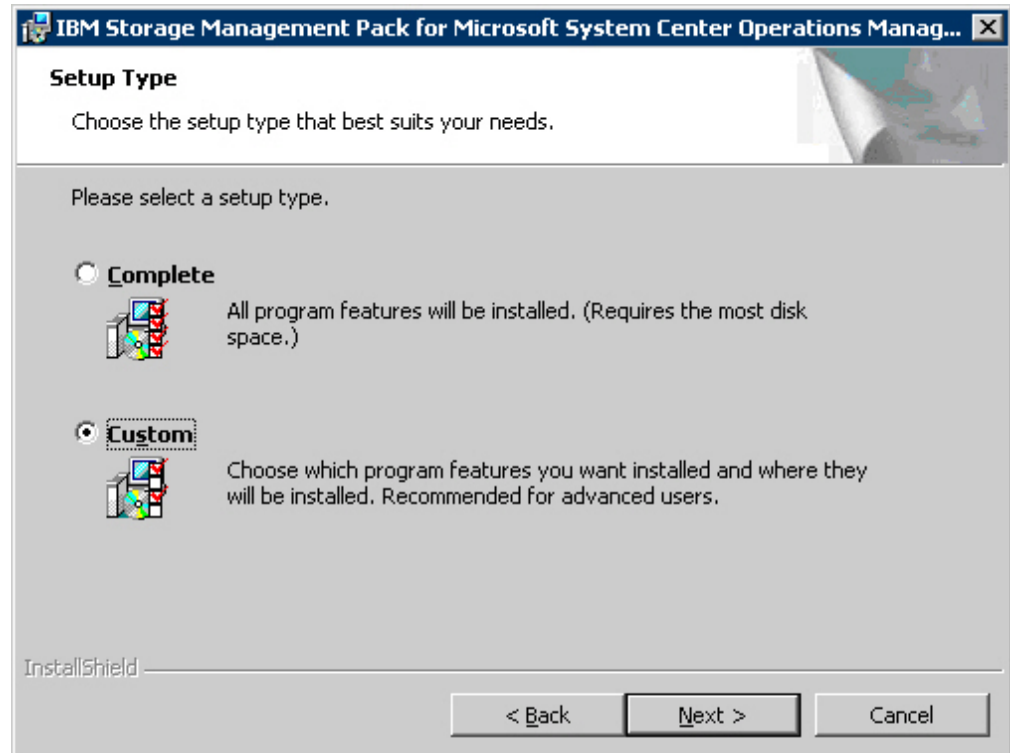 IBM Storage Management Pack for Microsoft System Center Operations Manag...
Setup Type
Choose the setup type that best suits your needs.
Please select a setup type.
Complete
All program features will be installed. (Requires the most disk
space.)
Custom
Choose which program features you want installed and where they
will be installed. Recommended for advanced users.
InstallShield
< Back
Next >
Cancel